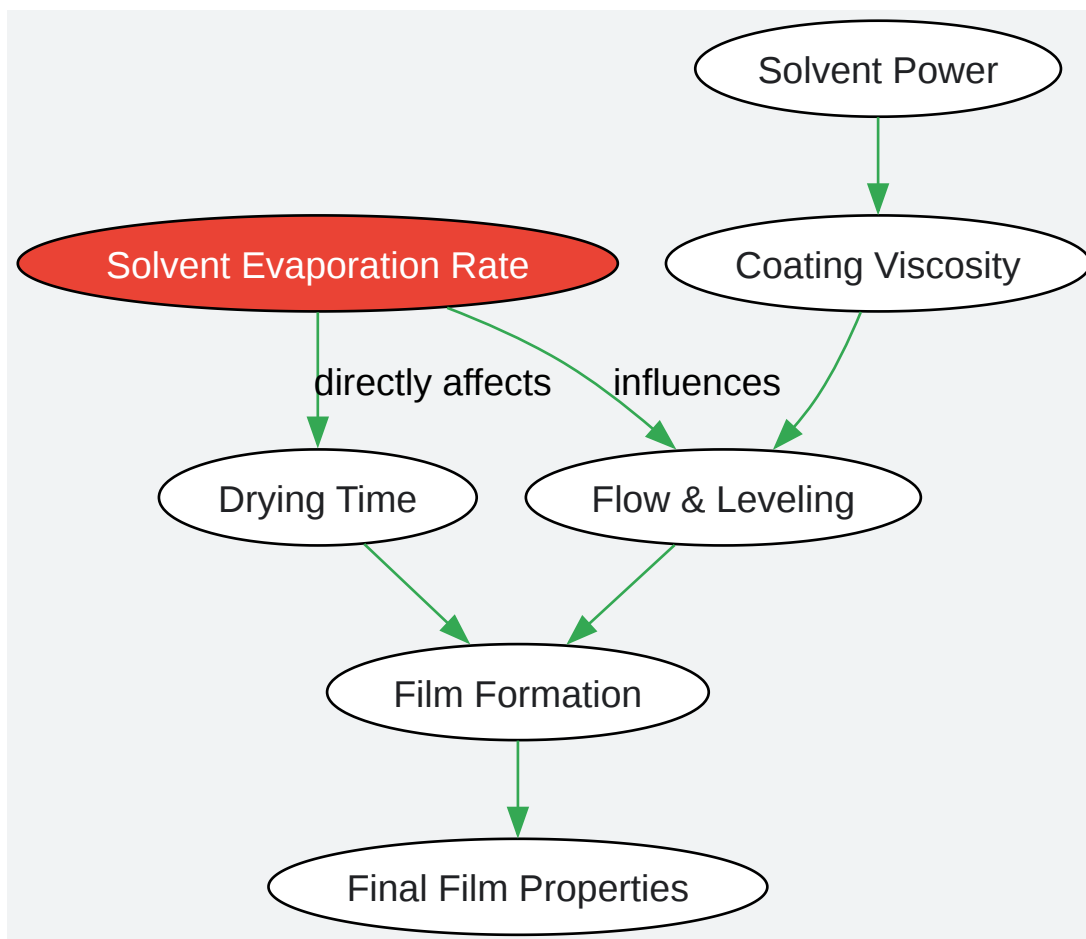 Solvent Power
Solvent Evaporation Rate
Coating Viscosity
directly affects
influences
Drying Time
Flow & Leveling
Film Formation
Final Film Properties